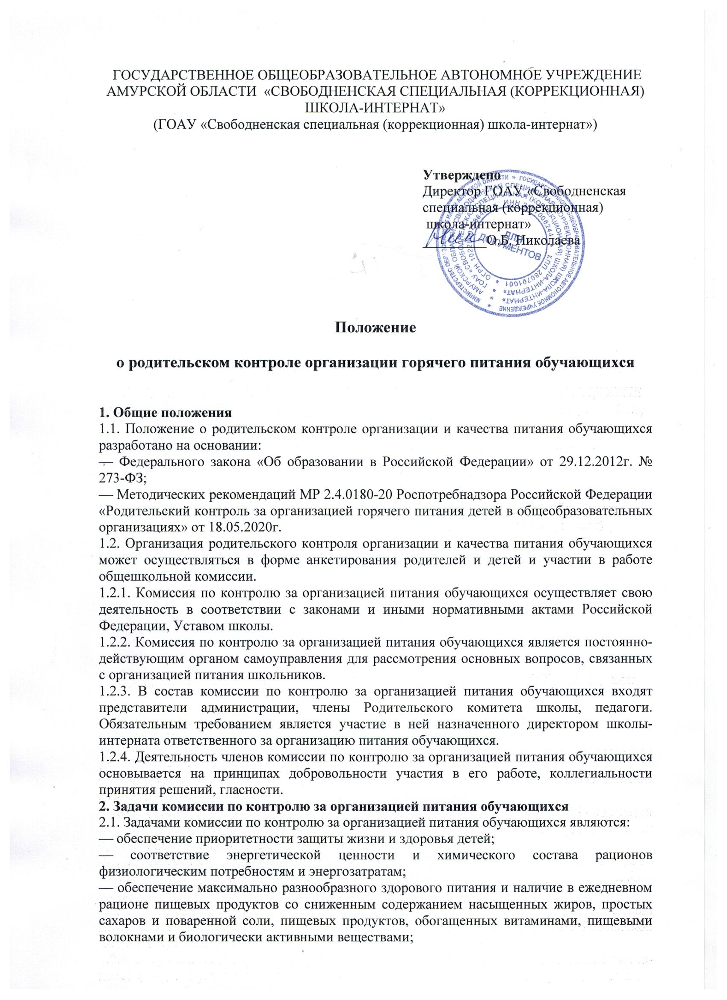 ГОСУДАРСТВЕННОЕ ОБЩЕОБРАЗОВАТЕЛЬНОЕ АВТОНОМНОЕ УЧРЕЖДЕНИЕ
АМУРСКОЙ ОБЛАСТИ «СВОБОДНЕНСКАЯ СПЕЦИАЛЬНАЯ (КОРРЕКЦИОННАЯ)
ШКОЛА-ИНТЕРНАТ»
(ГОАУ «Свободненская специальная (коррекционная) школа-интернат»)
Утверждено
Директор ГОАУ «Свободненская
специальная (коррекционная)
школа-интернат»
О.Б. Николаева
ДЛЯ
ДОКУМЕНТОВ
КПП 280701001
Положение
о родительском контроле организации горячего питания обучающихся
1. Общие положения
1.1. Положение о родительском контроле организации и качества питания обучающихся
разработано на основании:
— Федерального закона «Об образовании в Российской Федерации» от 29.12.2012г. №
273-ФЗ;
— Методических рекомендаций МР 2.4.0180-20 Роспотребнадзора Российской Федерации
«Родительский контроль за организацией горячего питания детей в общеобразовательных
организациях» от 18.05.2020г.
1.2. Организация родительского контроля организации и качества питания обучающихся
может осуществляться в форме анкетирования родителей и детей и участии в работе
общешкольной комиссии.
1.2.1. Комиссия по контролю за организацией питания обучающихся осуществляет свою
деятельность в соответствии с законами и иными нормативными актами Российской
Федерации, Уставом школы.
1.2.2. Комиссия по контролю за организацией питания обучающихся является постоянно-
действующим органом самоуправления для рассмотрения основных вопросов, связанных
с организацией питания школьников.
1.2.3. В состав комиссии по контролю за организацией питания обучающихся входят
представители администрации, члены Родительского комитета школы, педагоги.
Обязательным требованием является участие в ней назначенного директором школы-
интерната ответственного за организацию питания обучающихся.
1.2.4. Деятельность членов комиссии по контролю за организацией питания обучающихся
основывается на принципах добровольности участия в его работе, коллегиальности
принятия решений, гласности.
2. Задачи комиссии по контролю за организацией питания обучающихся
2.1. Задачами комиссии по контролю за организацией питания обучающихся являются:
— обеспечение приоритетности защиты жизни и здоровья детей;
— соответствие энергетической ценности и химического состава рационов
физиологическим потребностям и энергозатратам;
— обеспечение максимально разнообразного здорового питания и наличие в ежедневном
рационе пищевых продуктов со сниженным содержанием насыщенных жиров, простых
сахаров и поваренной соли, пищевых продуктов, обогащенных витаминами, пищевыми
волокнами и биологически активными веществами;